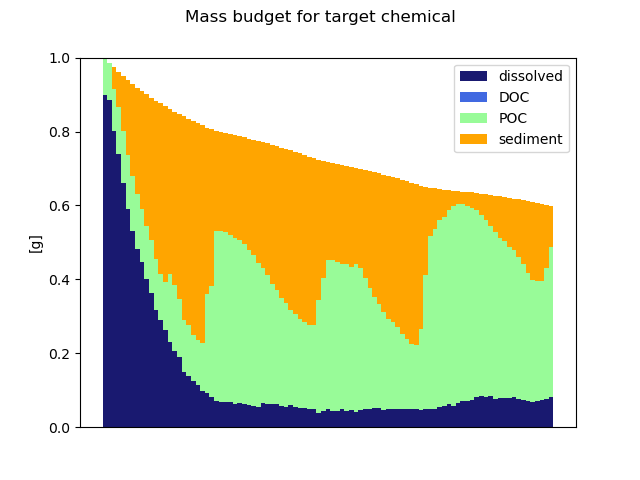 Mass budget for target chemical
1.0
0.8
0.6
0.4
0.2
0.0
[g]
dissolved
DOC
POC
sediment